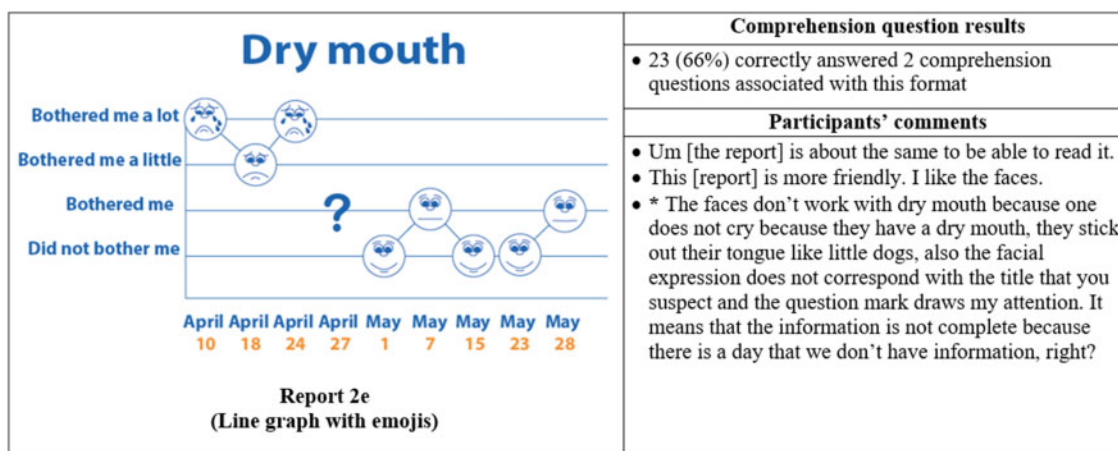 Dry mouth
Bothered me a lot
Bothered me a little
Bothered me
Did not bother me
?
April April April April May May May May May
10 18 24 27 1 7 15 23 28
Report 2e
(Line graph with emojis)
Comprehension question results
• 23 (66%) correctly answered 2 comprehension
questions associated with this format
Participants’ comments
• Um [the report] is about the same to be able to read it.
• This [report] is more friendly. I like the faces.
• * The faces don’t work with dry mouth because one
does not cry because they have a dry mouth, they stick
out their tongue like little dogs, also the facial
expression does not correspond with the title that you
suspect and the question mark draws my attention. It
means that the information is not complete because
there is a day that we don’t have information, right?